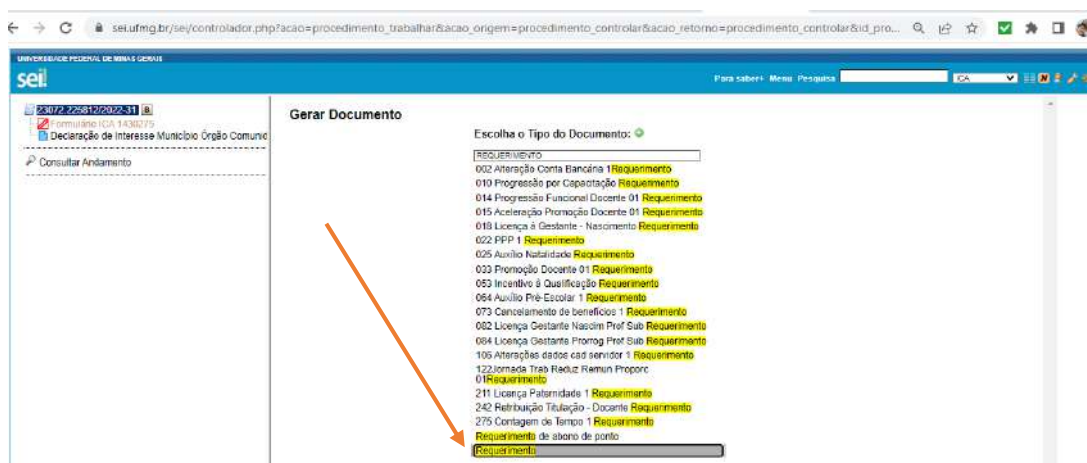 sei.ufmg.br/sei/controlador.php?acao=procedimento_trabalhar&acao_origem=procedimento_controlar&acao_retorno=procedimento_controlar&id_pro...
UNIVERSIDADE FEDERAL DE MINAS GERAIS
sei!
Para saber+ Menu Pesquisa
ICA
23072.225812/2022-31
Formulário ICA 1430275
Declaração de Interesse Município Órgão Comunid
Consultar Andamento
Gerar Documento
Escolha o Tipo do Documento:
REQUERIMENTO
002 Alteração Conta Bancária 1Requerimento
010 Progressão por Capacitação Requerimento
014 Progressão Funcional Docente 01 Requerimento
015 Aceleração Promoção Docente 01 Requerimento
018 Licença à Gestante - Nascimento Requerimento
022 PPP 1 Requerimento
025 Auxílio Natalidade Requerimento
033 Promoção Docente 01 Requerimento
053 Incentivo à Qualificação Requerimento
064 Auxílio Pré-Escolar 1 Requerimento
073 Cancelamento de benefícios 1 Requerimento
082 Licença Gestante Nascim Prof Sub Requerimento
084 Licença Gestante Prorrog Prof Sub Requerimento
106 Alterações dados cad servidor 1 Requerimento
122Jornada Trab Reduz Remun Proporc
01Requerimento
211 Licença Paternidade 1 Requerimento
242 Retribuição Titulação - Docente Requerimento
275 Contagem de Tempo 1 Requerimento
Requerimento de abono de ponto
Requerimento